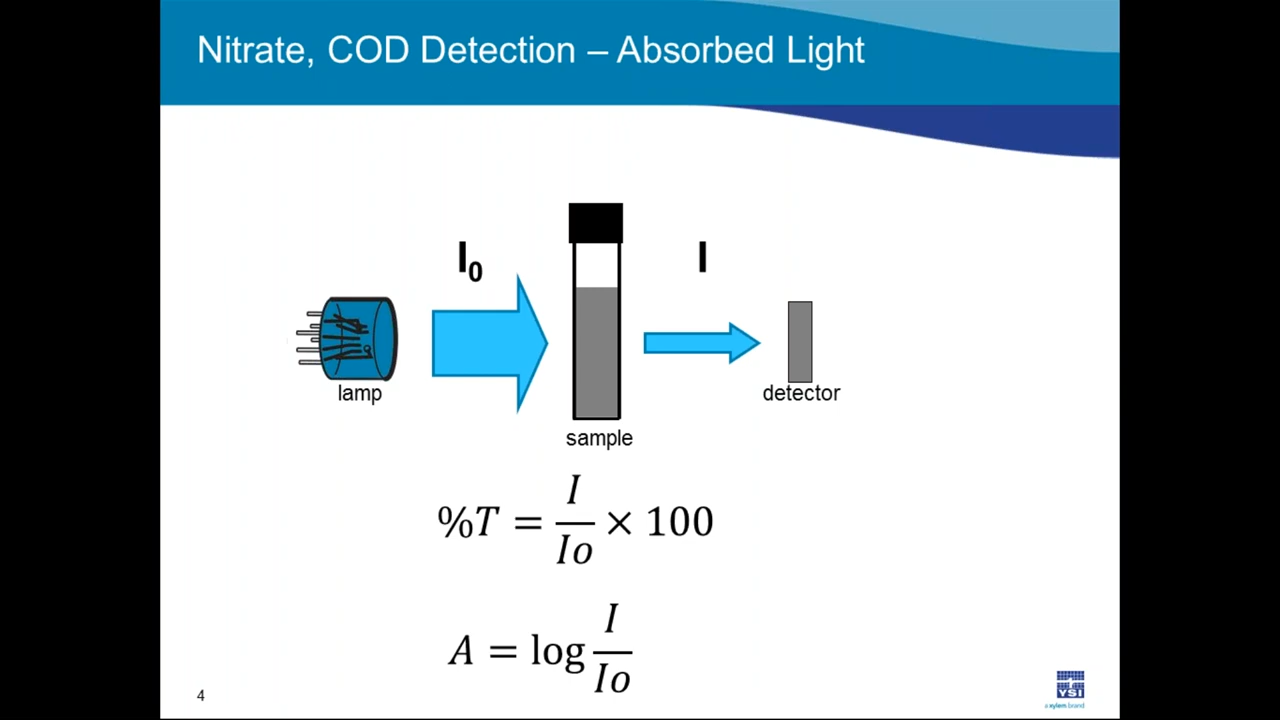 Nitrate, COD Detection – Absorbed Light
I₀
I
lamp
sample
detector
%T = I/Io × 100
A = log I/Io
4
YSI
a xylem brand